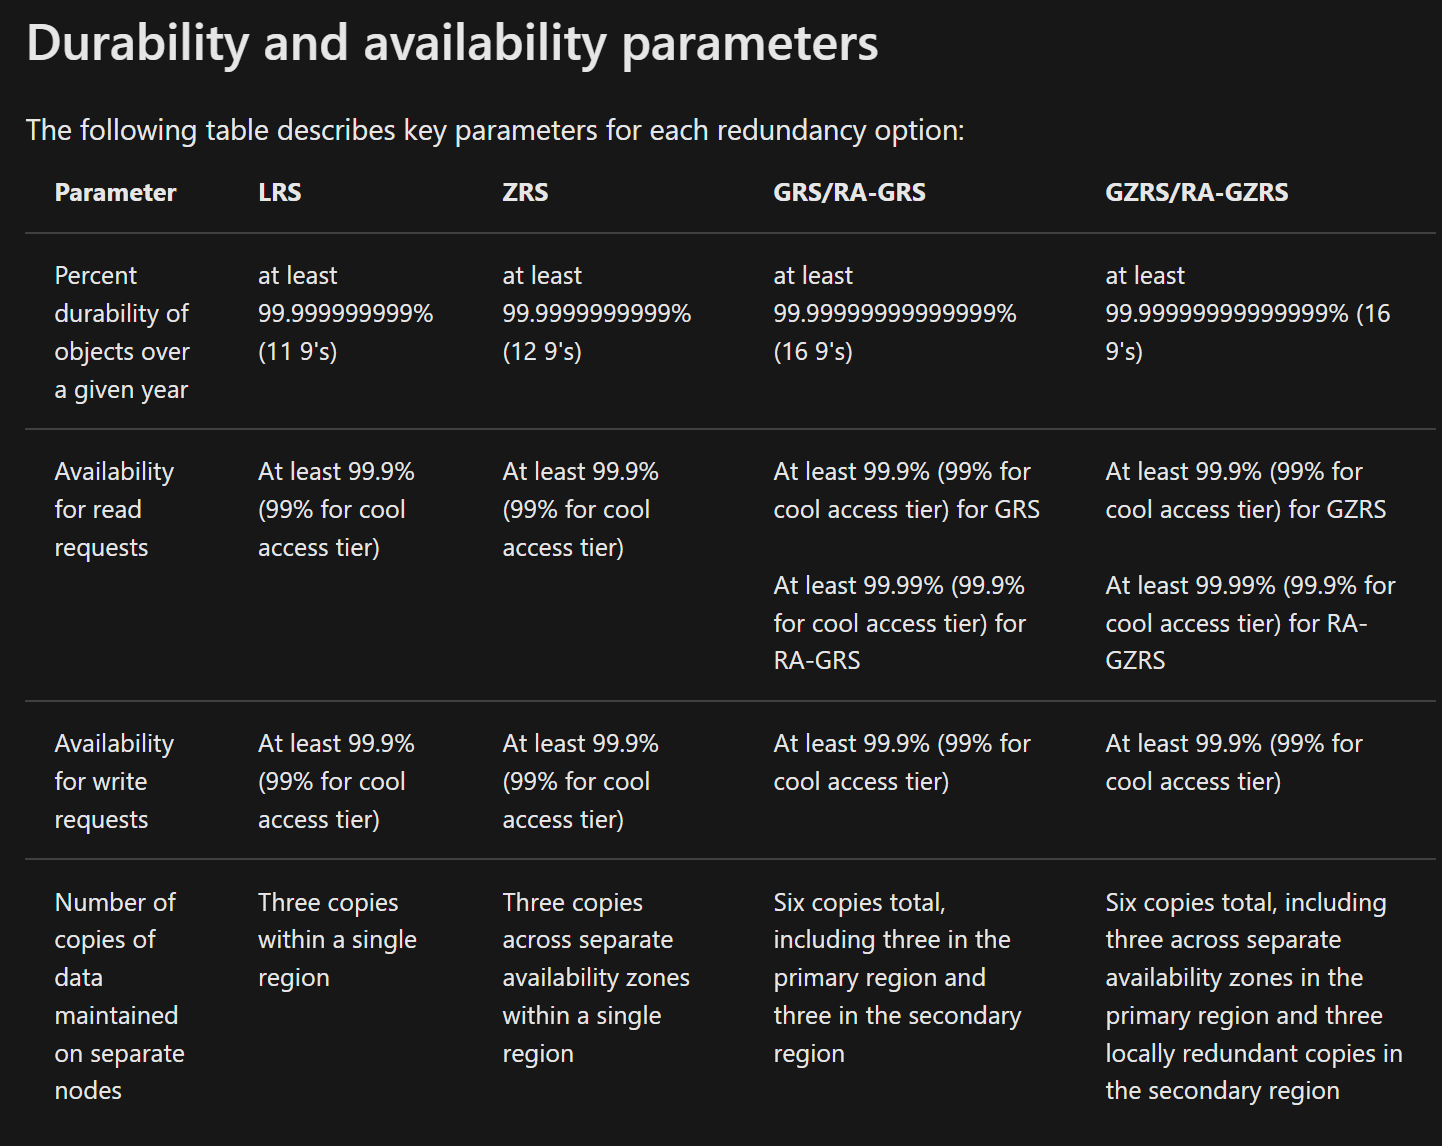 Durability and availability parameters
The following table describes key parameters for each redundancy option:
Parameter LRS ZRS GRS/RA-GRS GZRS/RA-GZRS
Percent
durability of
objects over
a given year
at least
99.999999999%
(11 9's)
at least
99.9999999999%
(12 9's)
at least
99.99999999999999%
(16 9's)
at least
99.99999999999999% (16
9's)
Availability
for read
requests
At least 99.9%
(99% for cool
access tier)
At least 99.9%
(99% for cool
access tier)
At least 99.9% (99% for
cool access tier) for GRS
At least 99.99% (99.9%
for cool access tier) for
RA-GRS
At least 99.9% (99% for
cool access tier) for GZRS
At least 99.99% (99.9% for
cool access tier) for RA-
GZRS
Availability
for write
requests
At least 99.9%
(99% for cool
access tier)
At least 99.9%
(99% for cool
access tier)
At least 99.9% (99% for
cool access tier)
At least 99.9% (99% for
cool access tier)
Number of
copies of
data
maintained
on separate
nodes
Three copies
within a single
region
Three copies
across separate
availability zones
within a single
region
Six copies total,
including three in the
primary region and
three in the secondary
region
Six copies total, including
three across separate
availability zones in the
primary region and three
locally redundant copies in
the secondary region